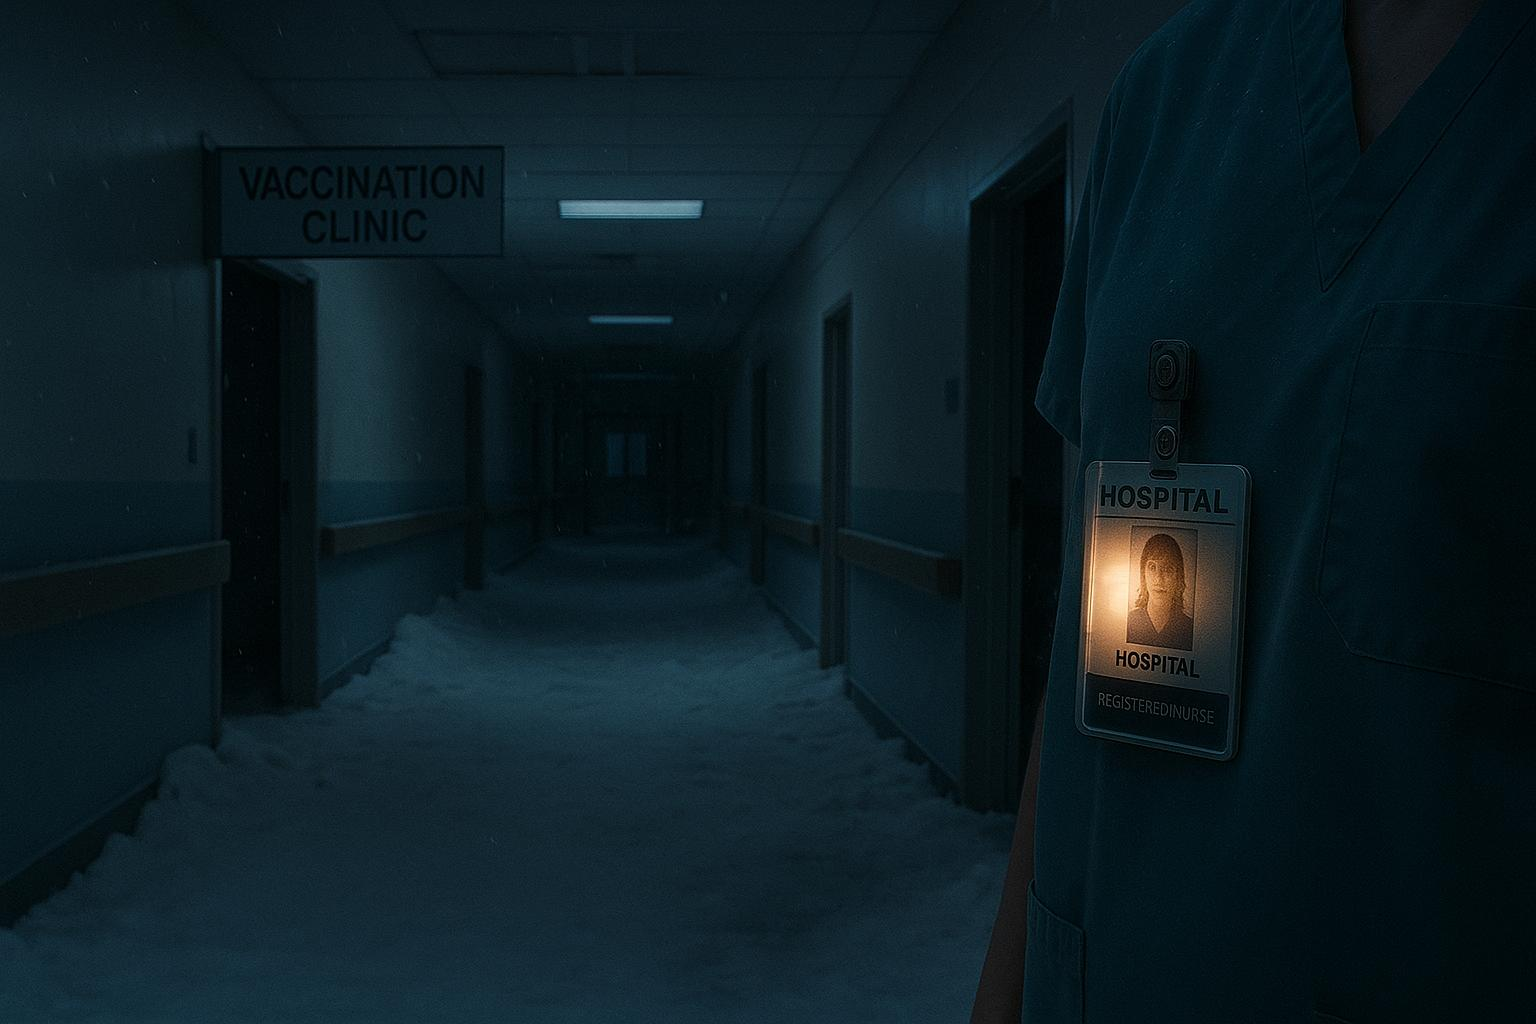 VACCINATION
CLINIC
HOSPITAL
HOSPITAL
REGISTEREDINURSE